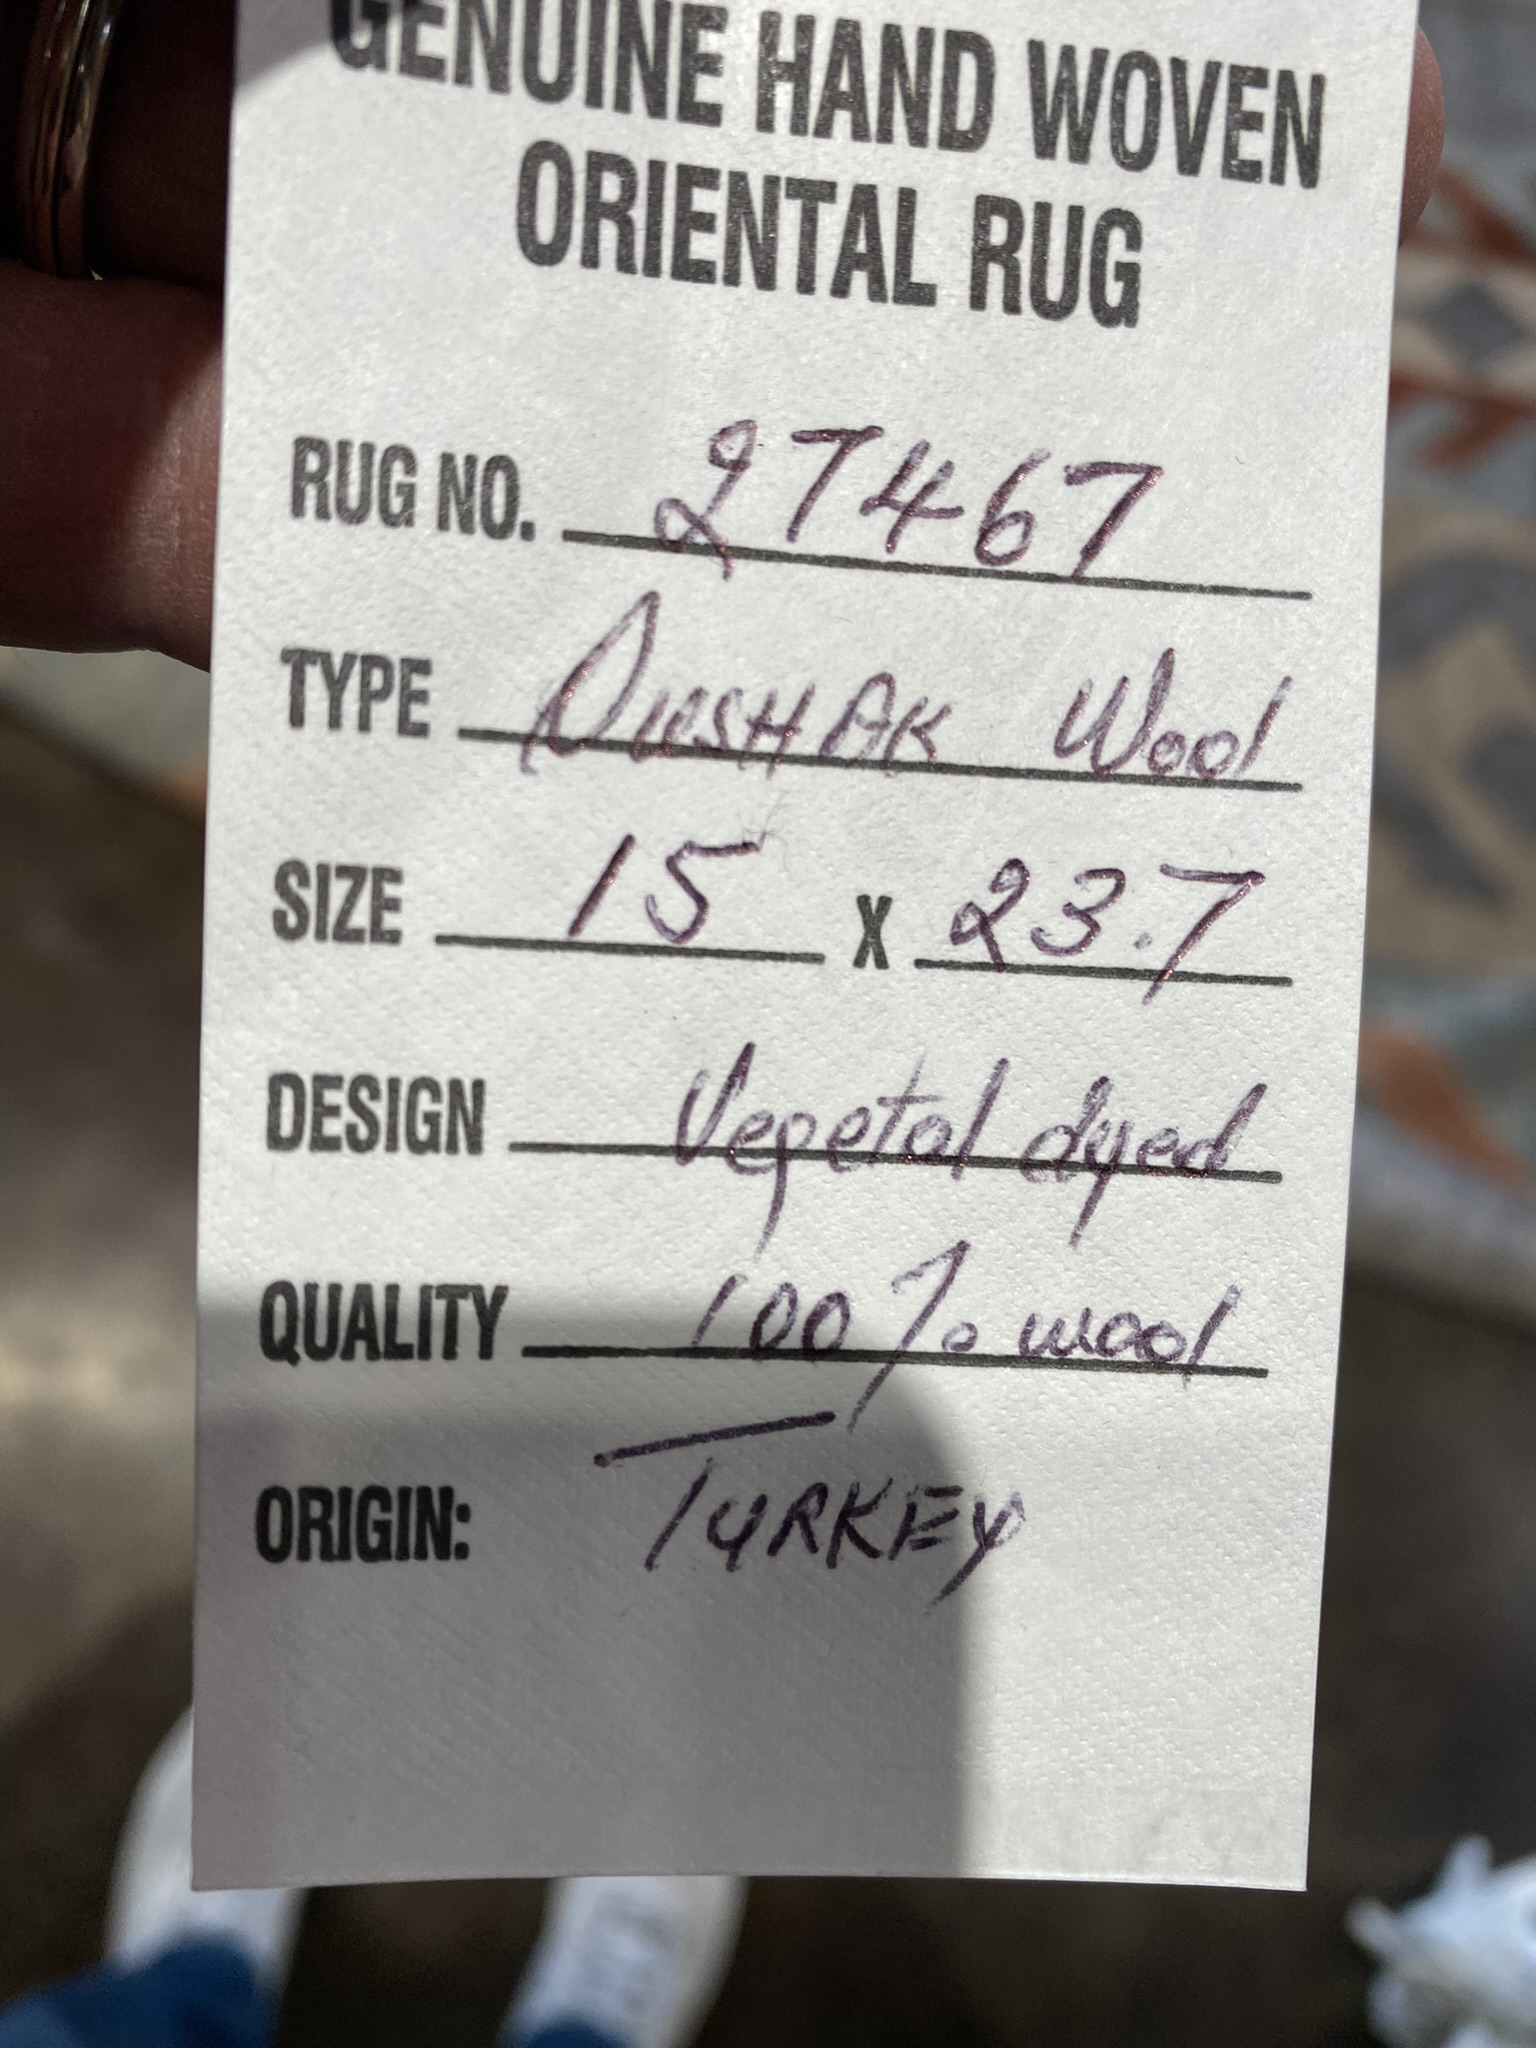 GENUINE HAND WOVEN
ORIENTAL RUG
RUG NO. 27467
TYPE Oushak Wool
SIZE 15 X 23.7
DESIGN Vegetal dyed
QUALITY 100% wool
ORIGIN: TURKEY